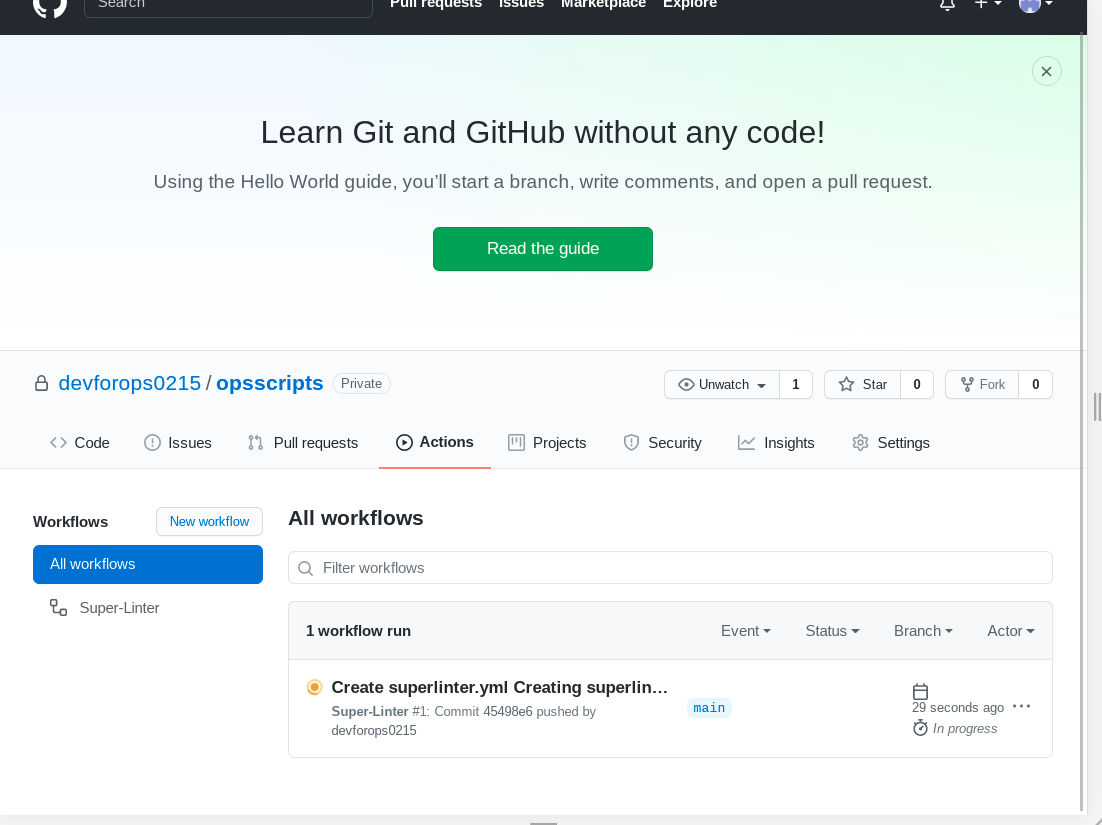 Search
Pull requests Issues Marketplace Explore
Learn Git and GitHub without any code!
Using the Hello World guide, you’ll start a branch, write comments, and open a pull request.
Read the guide
devforops0215 / opsscripts Private
Unwatch 1 Star 0 Fork 0
Code Issues Pull requests Actions Projects Security Insights Settings
Workflows New workflow
All workflows
Super-Linter
All workflows
Filter workflows
1 workflow run Event Status Branch Actor
Create superlinter.yml Creating superlin…
Super-Linter #1: Commit 45498e6 pushed by
devforops0215
main
29 seconds ago ...
In progress